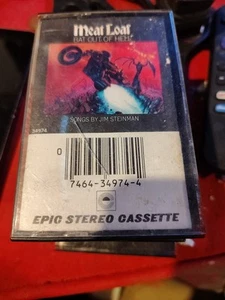 Meat Loaf
BAT OUT OF HELL
SONGS BY JIM STEINMAN
34974
0
7464-34974-4
EPIC STEREO CASSETTE